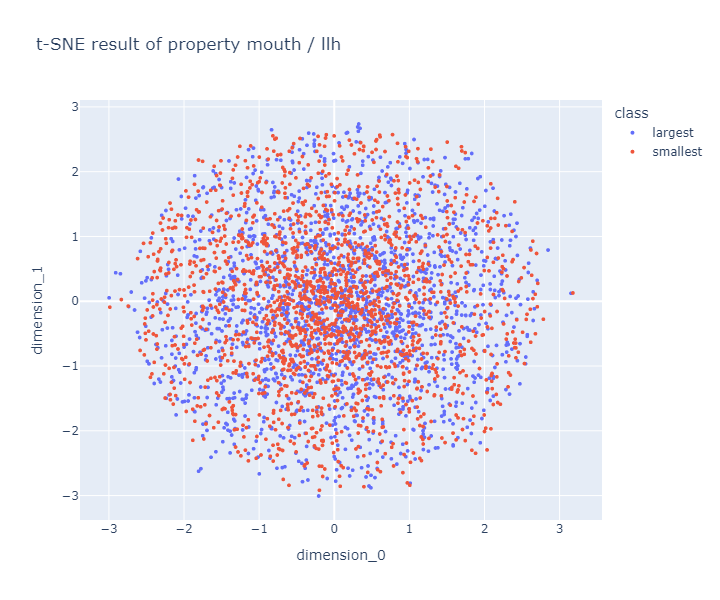 t-SNE result of property mouth / llh
class
largest
smallest
3
2
1
0
−1
−2
−3
dimension_1
−3
−2
−1
0
1
2
3
dimension_0